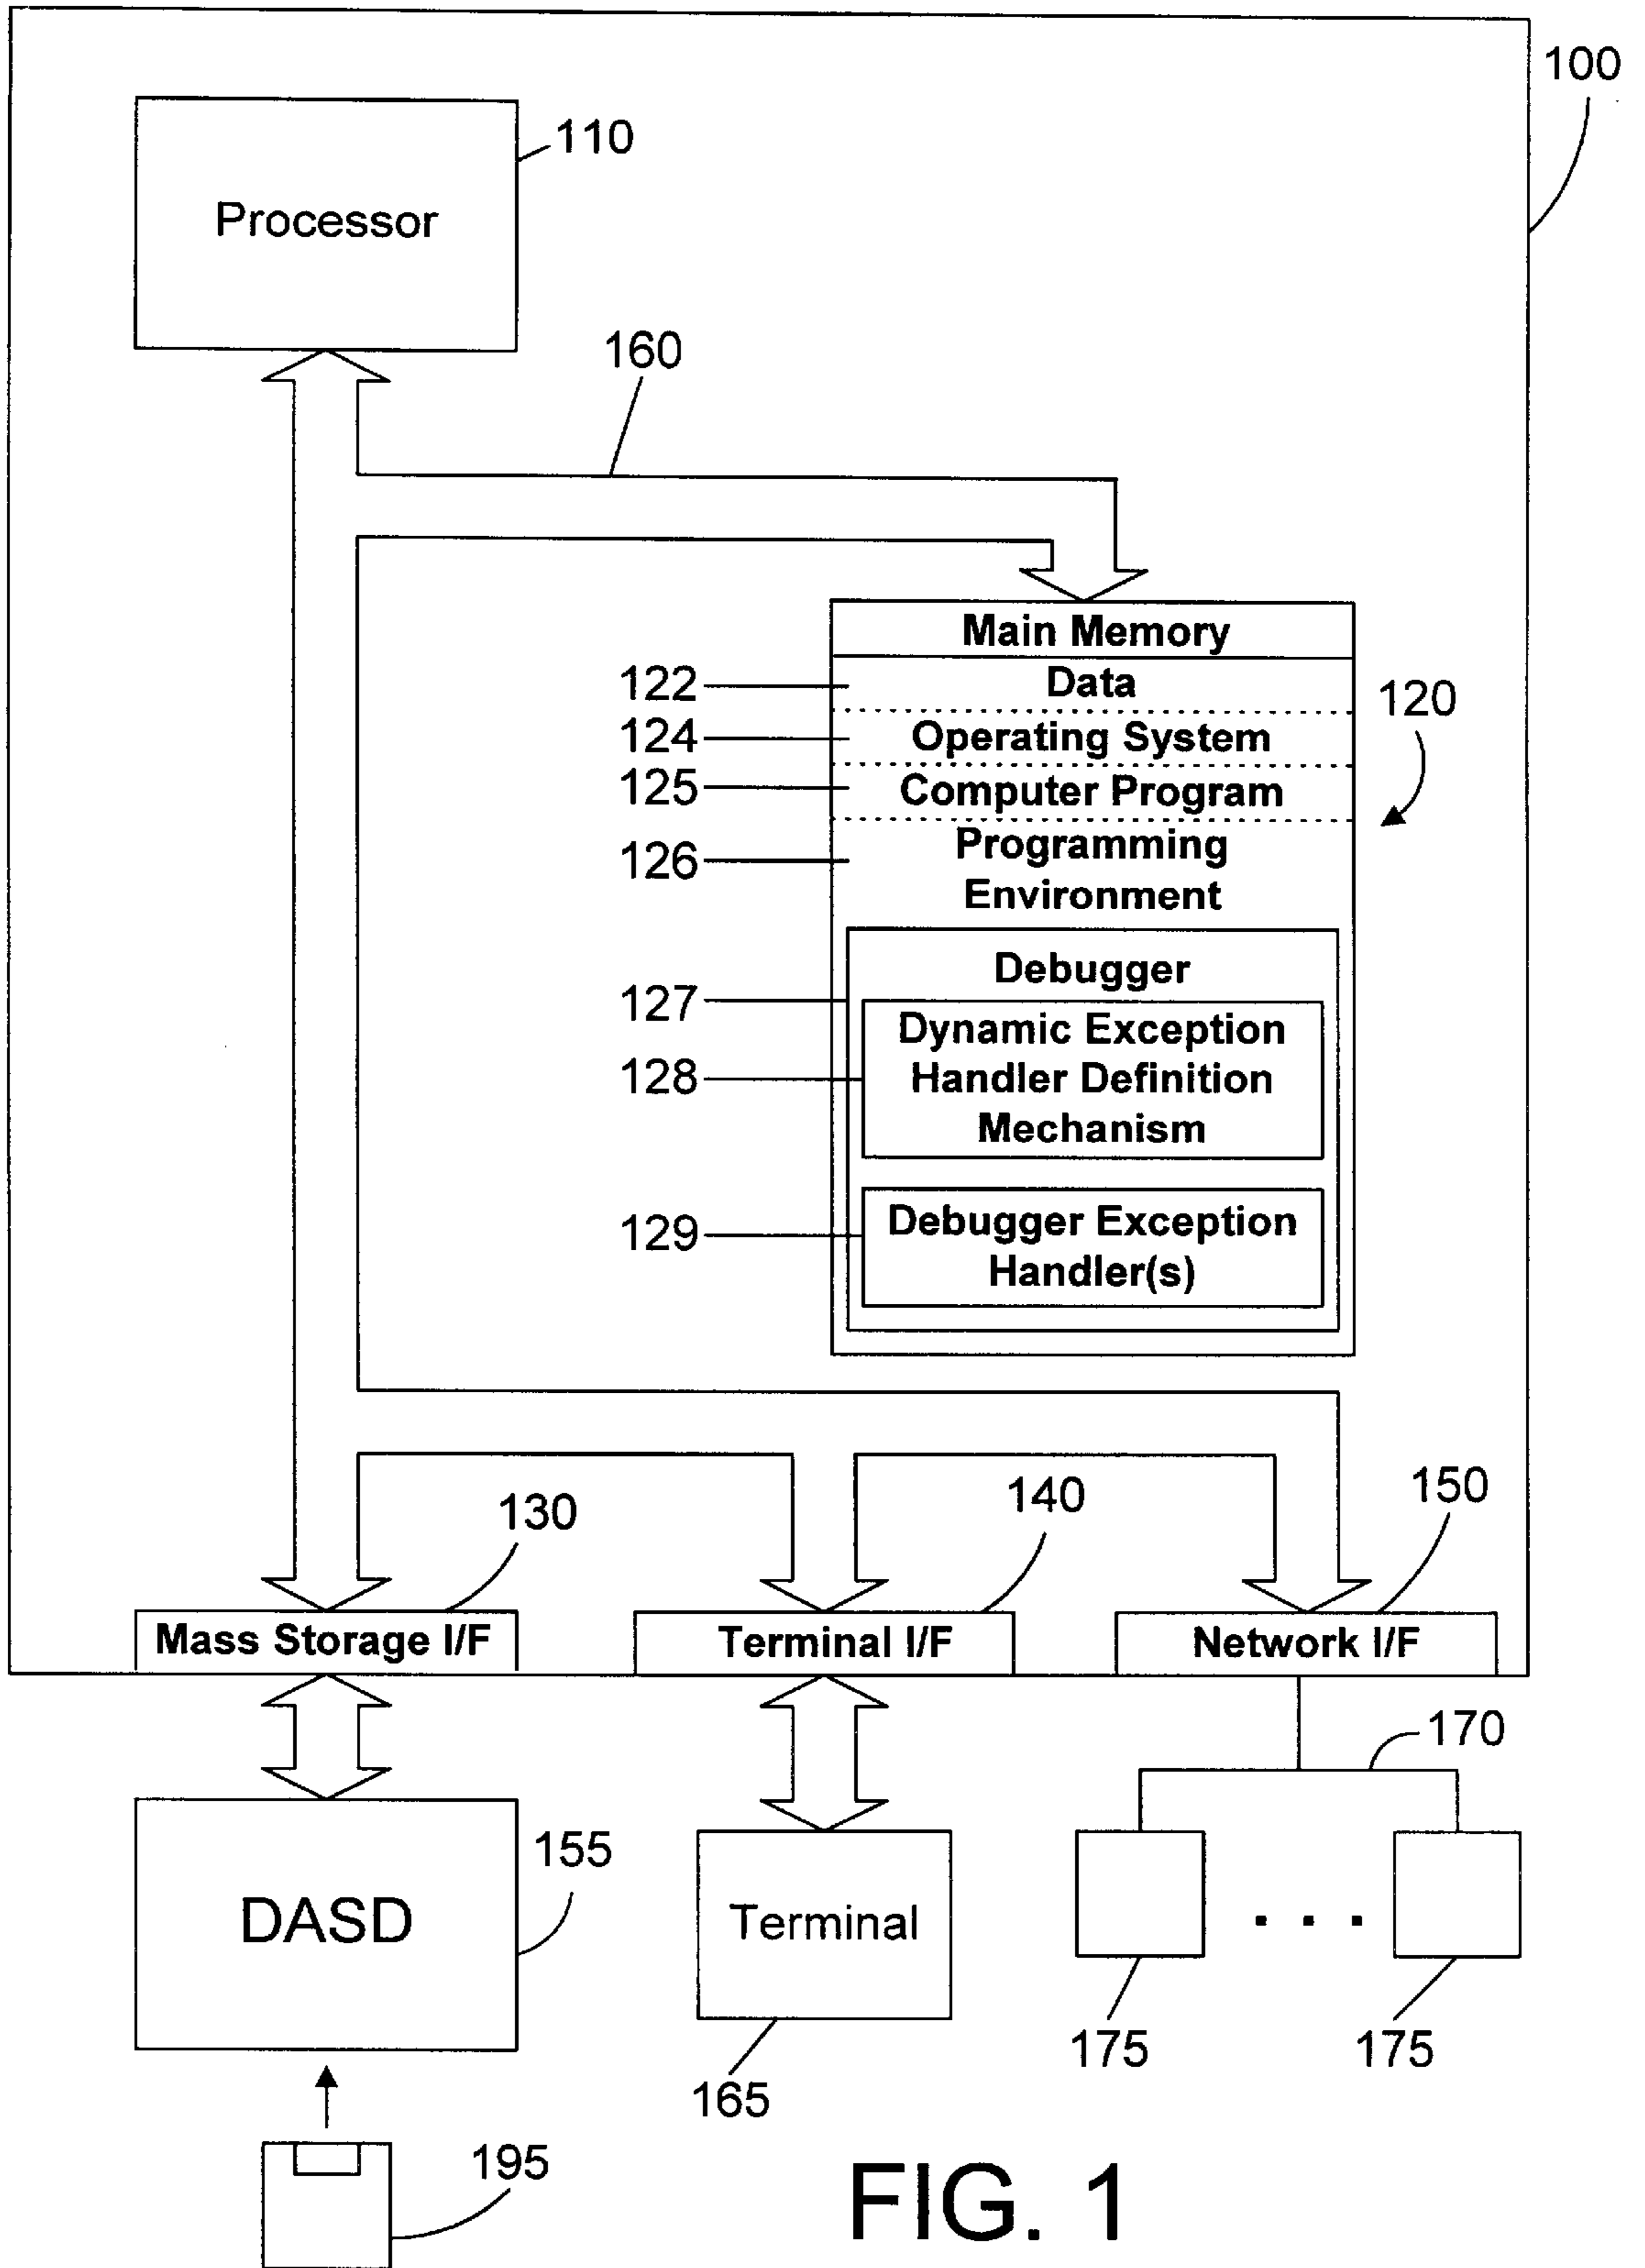 100
110
Processor
160
Main Memory
122
Data
120
124
Operating System
125
Computer Program
126
Programming
Environment
Debugger
127
Dynamic Exception
128
Handler Definition
Mechanism
129
Debugger Exception
Handler(s)
130
140
150
Mass Storage I/F
Terminal I/F
Network I/F
170
155
DASD
Terminal
. . .
175
175
165
195
FIG. 1